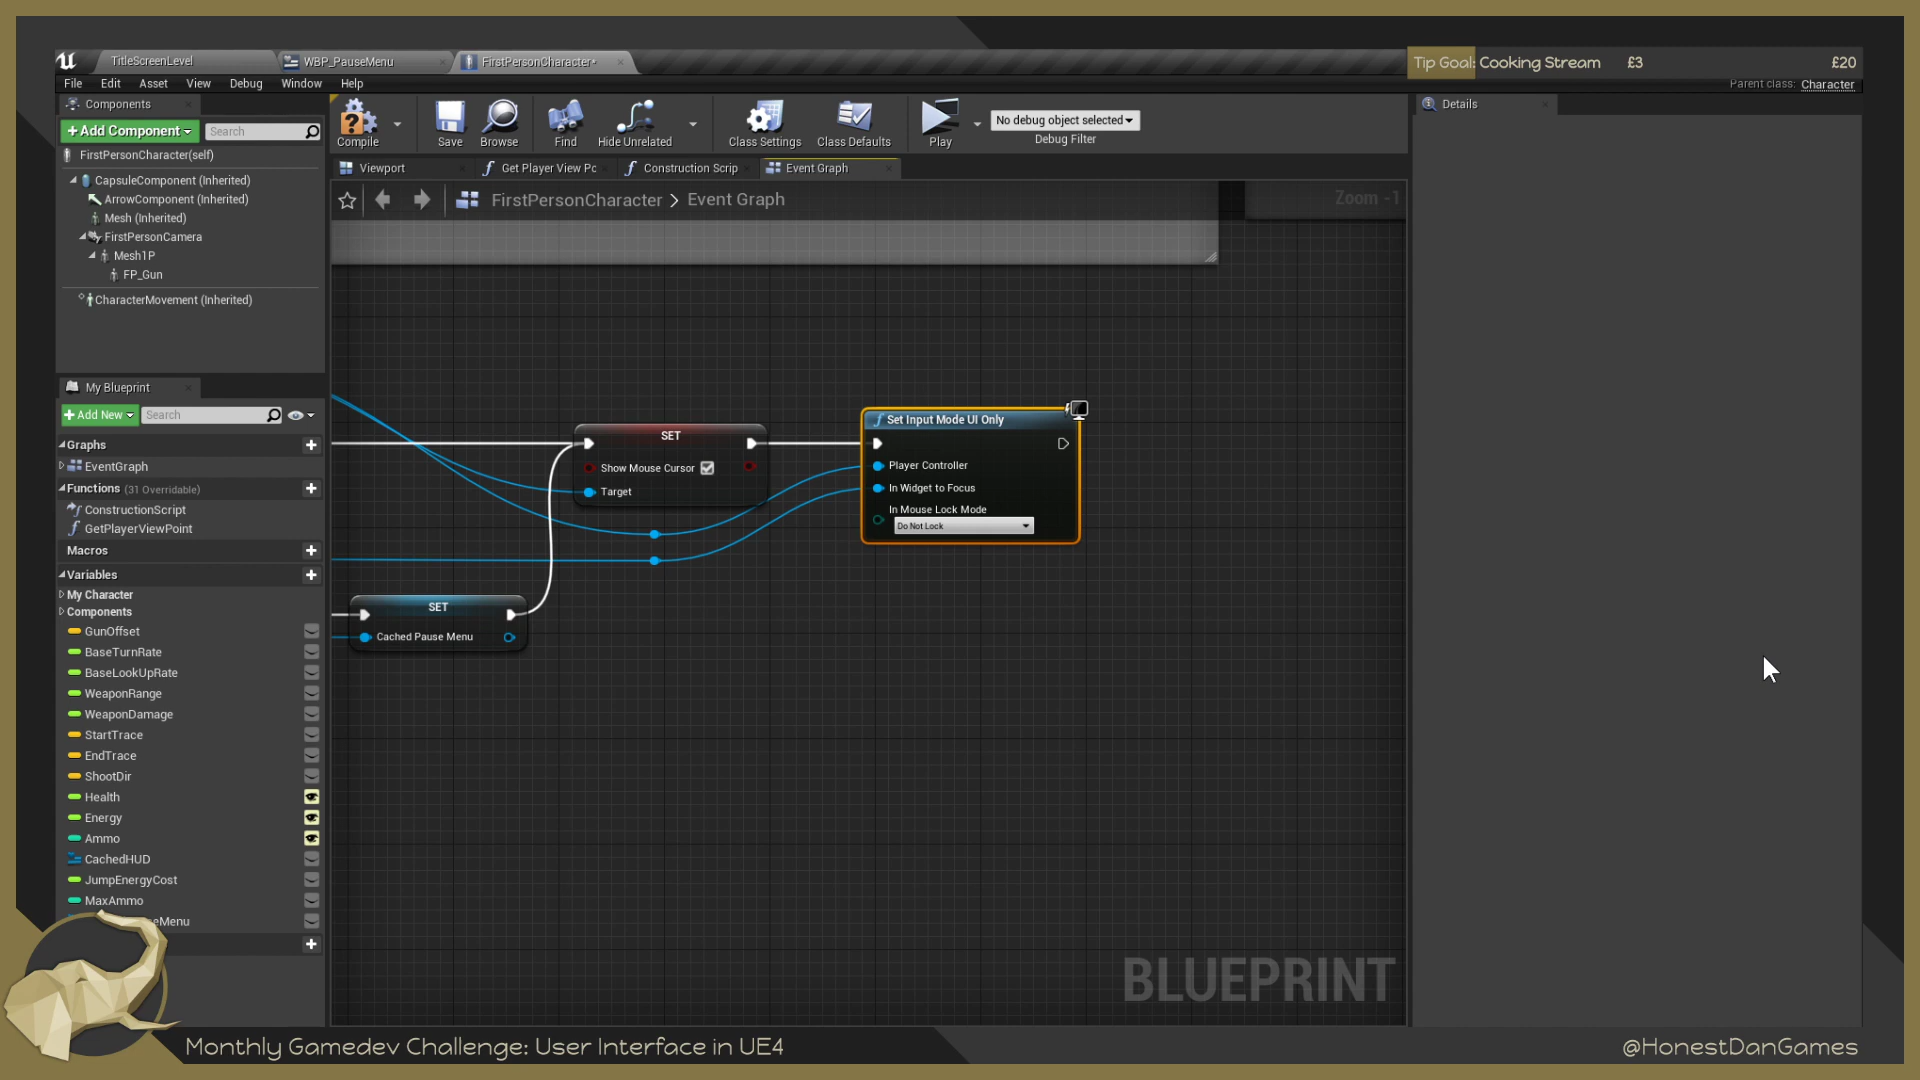 TitleScreenLevel
WBP_PauseMenu
FirstPersonCharacter*
Tip Goal: Cooking Stream £3 £20
File Edit Asset View Debug Window Help
Parent class: Character
Components
Details
+Add Component
Search
FirstPersonCharacter(self)
CapsuleComponent (Inherited)
ArrowComponent (Inherited)
Mesh (Inherited)
FirstPersonCamera
Mesh1P
FP_Gun
CharacterMovement (Inherited)
Compile
Save
Browse
Find
Hide Unrelated
Class Settings
Class Defaults
Play
No debug object selected
Debug Filter
Viewport
Get Player View Pc
Construction Scrip
Event Graph
FirstPersonCharacter > Event Graph
Zoom -1
My Blueprint
+Add New
Search
Graphs
EventGraph
Functions (31 Overridable)
ConstructionScript
GetPlayerViewPoint
Macros
Variables
My Character
Components
GunOffset
BaseTurnRate
BaseLookUpRate
WeaponRange
WeaponDamage
StartTrace
EndTrace
ShootDir
Health
Energy
Ammo
CachedHUD
JumpEnergyCost
MaxAmmo
eMenu
SET
Show Mouse Cursor
Target
Set Input Mode UI Only
Player Controller
In Widget to Focus
In Mouse Lock Mode
Do Not Lock
SET
Cached Pause Menu
BLUEPRINT
Monthly Gamedev Challenge: User Interface in UE4
@HonestDanGames